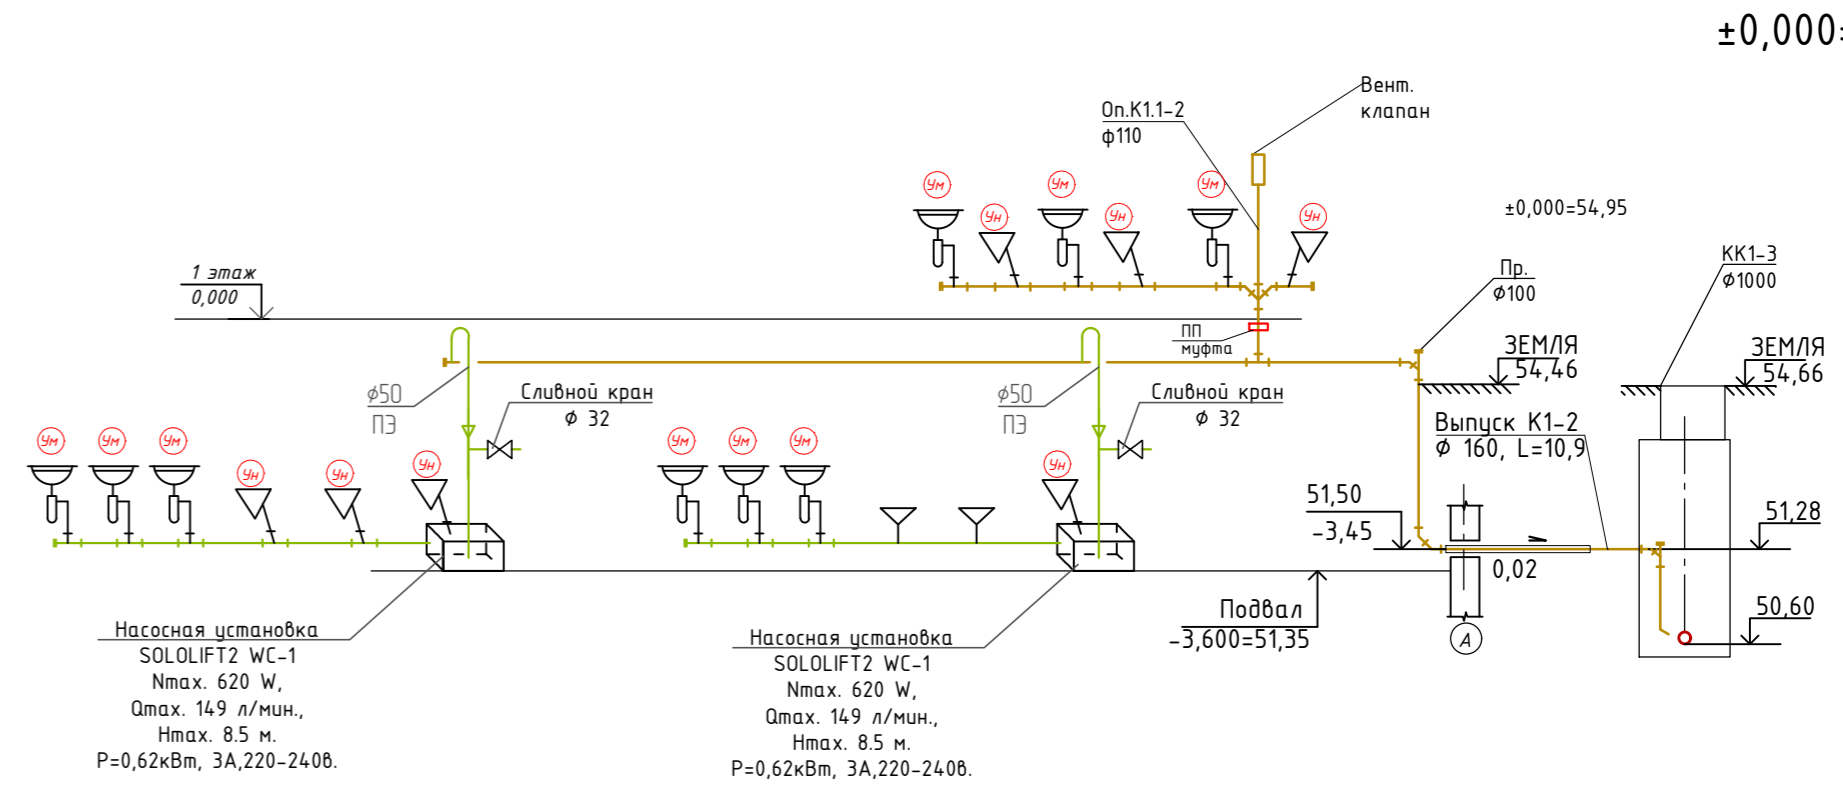 ±0,000=
Вент.
клапан
Оп.К1.1-2
ф110
Ум
Ум
Ум
Ун
Ун
Ун
±0,000=54,95
КК1-3
Ф1000
Пр.
Ф100
1 этаж
0,000
ПП
муфта
ЗЕМЛЯ
54,46
ЗЕМЛЯ
54,66
ф50
ПЭ
Сливной кран
Ф 32
ф50
ПЭ
Сливной кран
Ф 32
Выпуск К1-2
Ф 160, L=10,9
Ум
Ум
Ум
Ун
Ун
Ун
Ум
Ум
Ум
Ун
51,50
-3,45
51,28
0,02
Подвал
-3,600=51,35
50,60
А
Насосная установка
SOLOLIFT2 WC-1
Nmax. 620 W,
Qmax. 149 л/мин.,
Hmax. 8.5 м.
P=0,62кВт, 3А,220-240в.
Насосная установка
SOLOLIFT2 WC-1
Nmax. 620 W,
Qmax. 149 л/мин.,
Hmax. 8.5 м.
P=0,62кВт, 3А,220-240в.